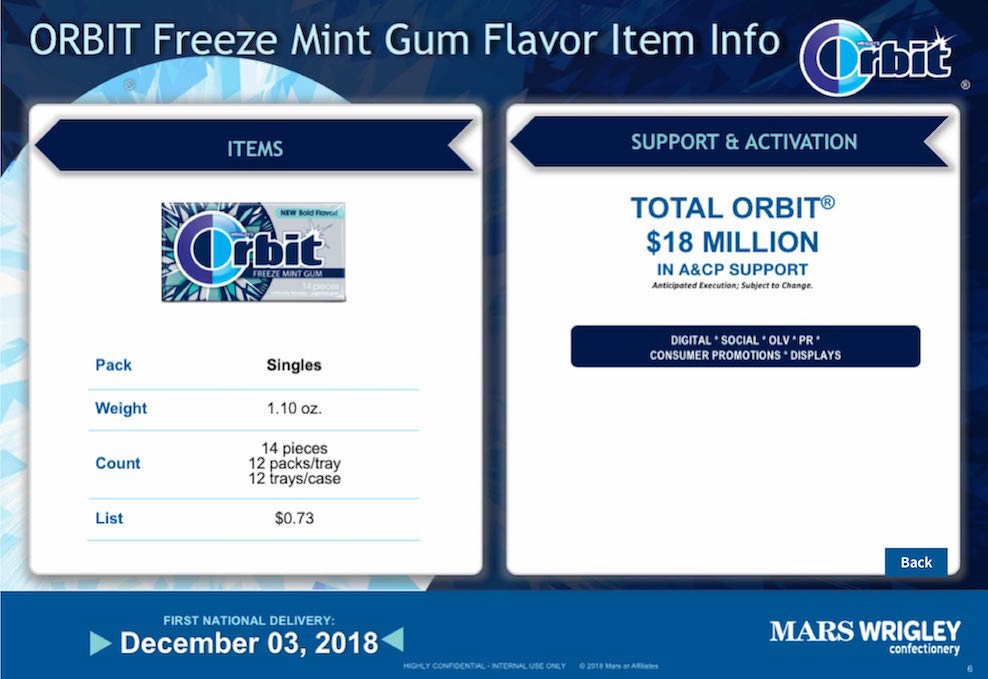 ORBIT Freeze Mint Gum Flavor Item Info
WRIGLEY'S
Orbit
®
®
ITEMS
NEW Bold Flavor!
WRIGLEY'S
Orbit
FREEZE MINT GUM
14 pieces
Pack Singles
Weight 1.10 oz.
Count 14 pieces
12 packs/tray
12 trays/case
List $0.73
SUPPORT & ACTIVATION
TOTAL ORBIT®
$18 MILLION
IN A&CP SUPPORT
Anticipated Execution; Subject to Change.
DIGITAL * SOCIAL * OLV * PR *
CONSUMER PROMOTIONS * DISPLAYS
Back
FIRST NATIONAL DELIVERY:
December 03, 2018
MARS WRIGLEY
confectionery
HIGHLY CONFIDENTIAL - INTERNAL USE ONLY © 2018 Mars or Affiliates
6